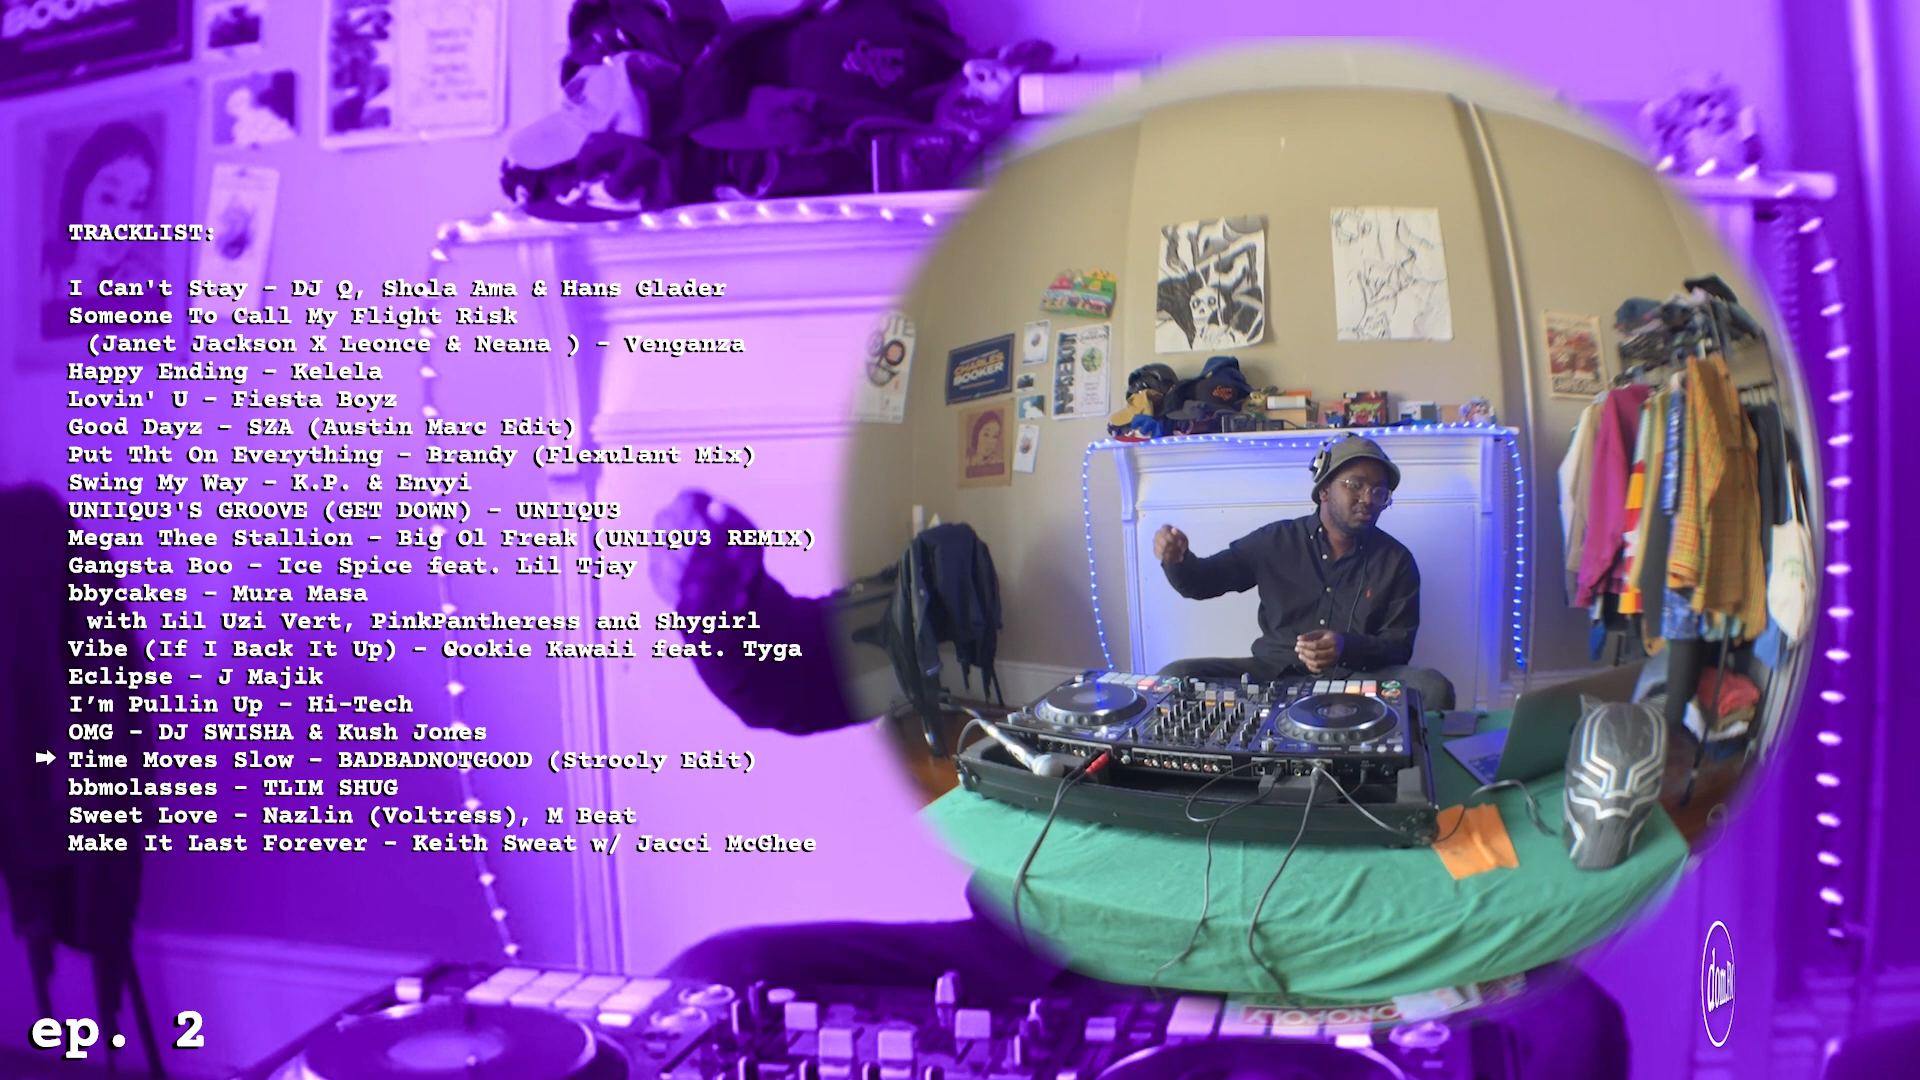 TRACKLIST:
I Can't Stay - DJ Q, Shola Ama & Hans Glader
Someone To Call My Flight Risk
(Janet Jackson X Leonce & Neana ) - Venganza
Happy Ending - Kelela
Lovin' U - Fiesta Boyz
Good Dayz - SZA (Austin Marc Edit)
Put Tht On Everything - Brandy (Flexulant Mix)
Swing My Way - K.P. & Envyi
UNIIQU3'S GROOVE (GET DOWN) - UNIIQU3
Megan Thee Stallion - Big Ol Freak (UNIIQU3 REMIX)
Gangsta Boo - Ice Spice feat. Lil Tjay
bbycakes - Mura Masa
with Lil Uzi Vert, PinkPantheress and Shygirl
Vibe (If I Back It Up) - Cookie Kawaii feat. Tyga
Eclipse - J Majik
I’m Pullin Up - Hi-Tech
OMG - DJ SWISHA & Kush Jones
Time Moves Slow - BADBADNOTGOOD (Strooly Edit)
bbmolasses - TLIM SHUG
Sweet Love - Nazlin (Voltress), M Beat
Make It Last Forever - Keith Sweat w/ Jacci McGhee
ep. 2
CHARLES
BOOKER
BOOKER